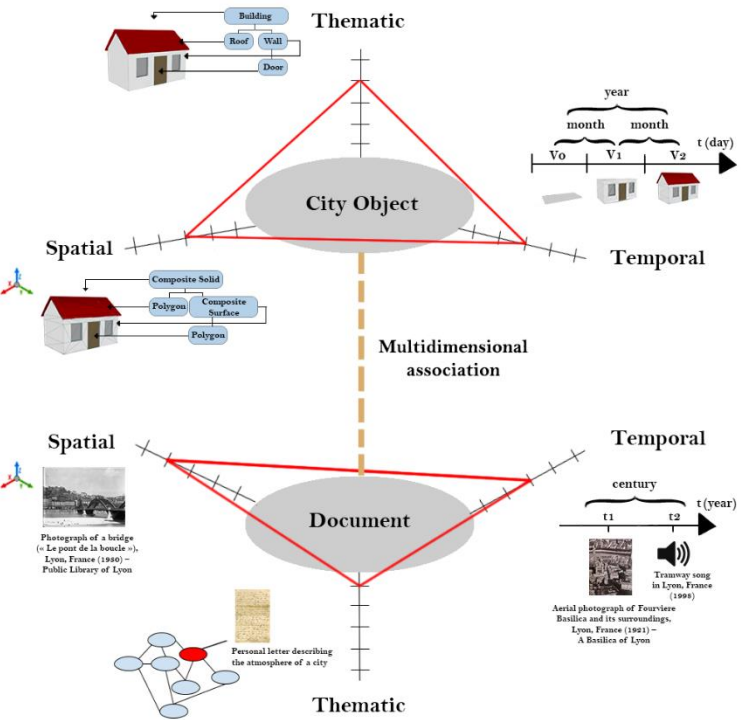 Thematic
Building
Roof
Wall
Door
year
month
month
t (day)
V0
V1
V2
City Object
Spatial
Temporal
Composite Solid
Polygon
Composite
Surface
Polygon
Multidimensional
association
Spatial
Temporal
Photograph of a bridge
(« Le pont de la boucle »),
Lyon, France (1950) –
Public Library of Lyon
Document
century
t (year)
t1
t2
Tramway song
in Lyon, France
(1998)
Aerial photograph of Fourviere
Basilica and its surroundings,
Lyon, France (1921) –
A Basilica of Lyon
Personal letter describing
the atmosphere of a city
Thematic